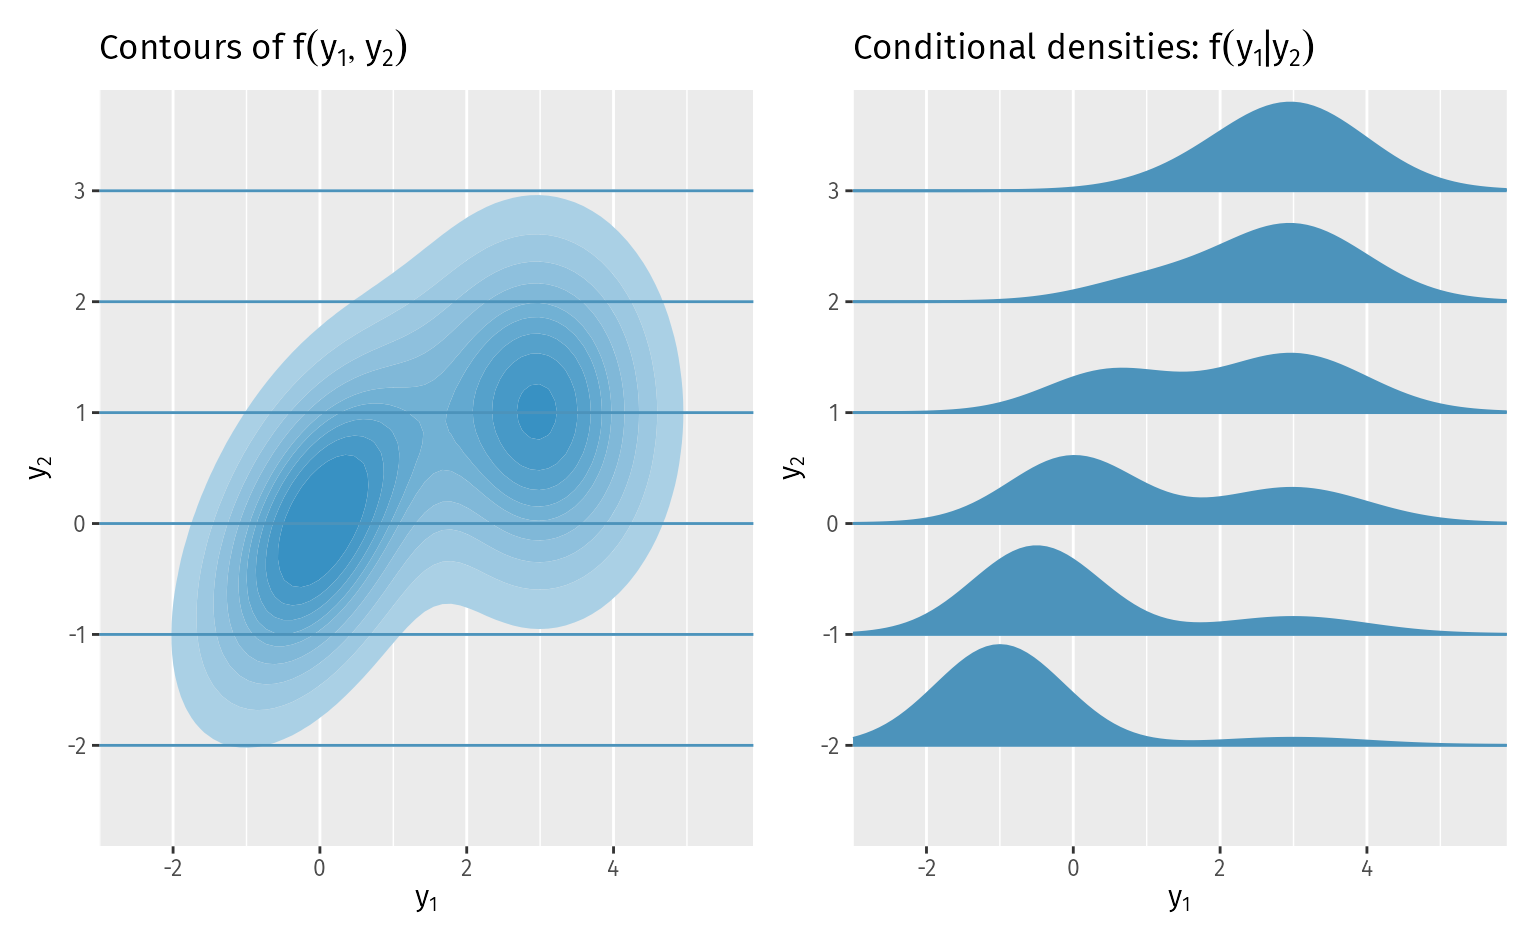 Contours of f(y₁, y₂)
3
2
1
0
-1
-2
y₂
-2 0 2 4
y₁
Conditional densities: f(y₁|y₂)
3
2
1
0
-1
-2
y₂
-2 0 2 4
y₁